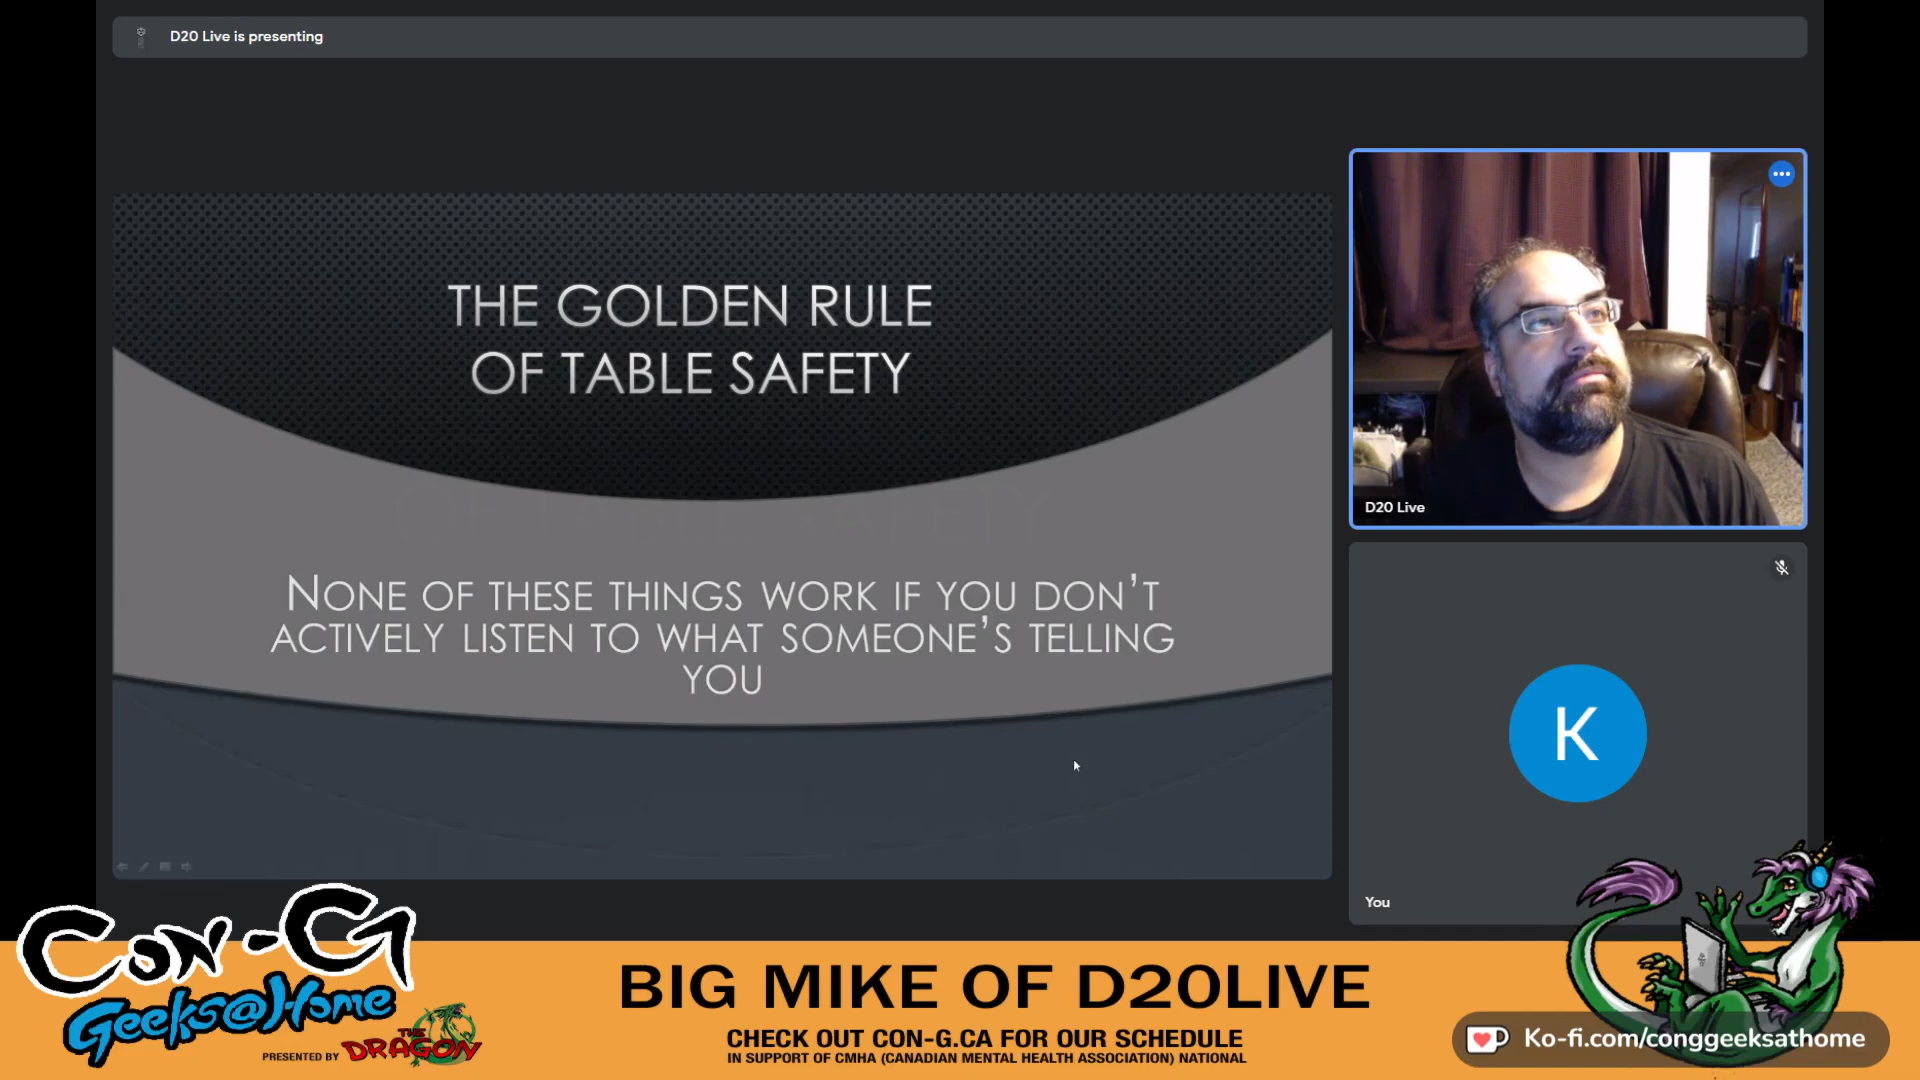 D20 Live is presenting
THE GOLDEN RULE
OF TABLE SAFETY
OF TABLE SAFETY
NONE OF THESE THINGS WORK IF YOU DON'T
ACTIVELY LISTEN TO WHAT SOMEONE'S TELLING
YOU
D20 Live
K
You
CON-G
Geeks@Home
PRESENTED BY THE DRAGON
BIG MIKE OF D20LIVE
CHECK OUT CON-G.CA FOR OUR SCHEDULE
IN SUPPORT OF CMHA (CANADIAN MENTAL HEALTH ASSOCIATION) NATIONAL
Ko-fi.com/conggeeksathome